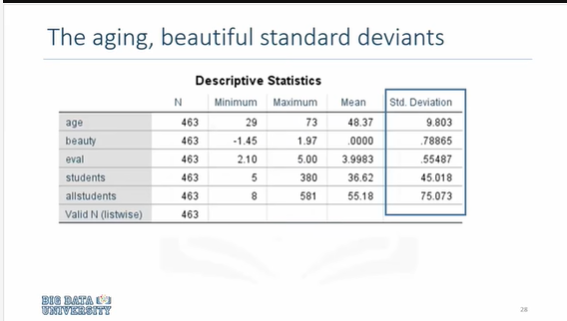 The aging, beautiful standard deviants
Descriptive Statistics
N Minimum Maximum Mean Std. Deviation
age 463 29 73 48.37 9.803
beauty 463 -1.45 1.97 .0000 .78865
eval 463 2.10 5.00 3.9983 .55487
students 463 5 380 36.62 45.018
allstudents 463 8 581 55.18 75.073
Valid N (listwise) 463
BIG DATA
UNIVERSITY
28